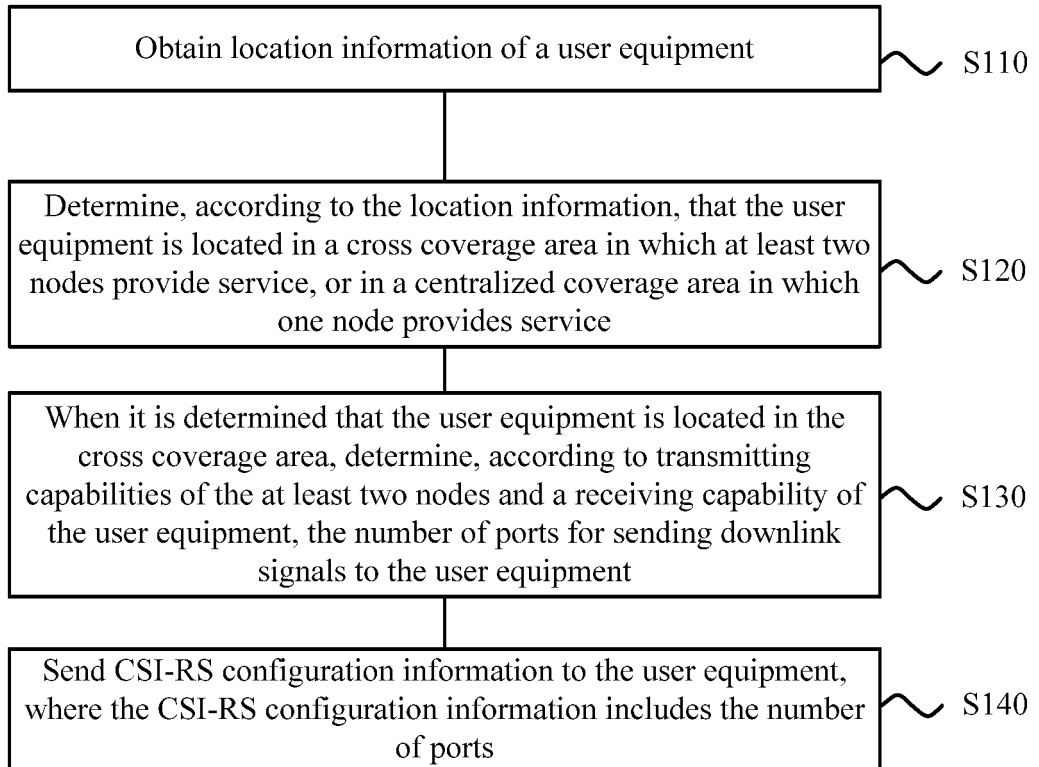 Obtain location information of a user equipment
S110
Determine, according to the location information, that the user
equipment is located in a cross coverage area in which at least two
nodes provide service, or in a centralized coverage area in which
one node provides service
S120
When it is determined that the user equipment is located in the
cross coverage area, determine, according to transmitting
capabilities of the at least two nodes and a receiving capability of
the user equipment, the number of ports for sending downlink
signals to the user equipment
S130
Send CSI-RS configuration information to the user equipment,
where the CSI-RS configuration information includes the number
of ports
S140